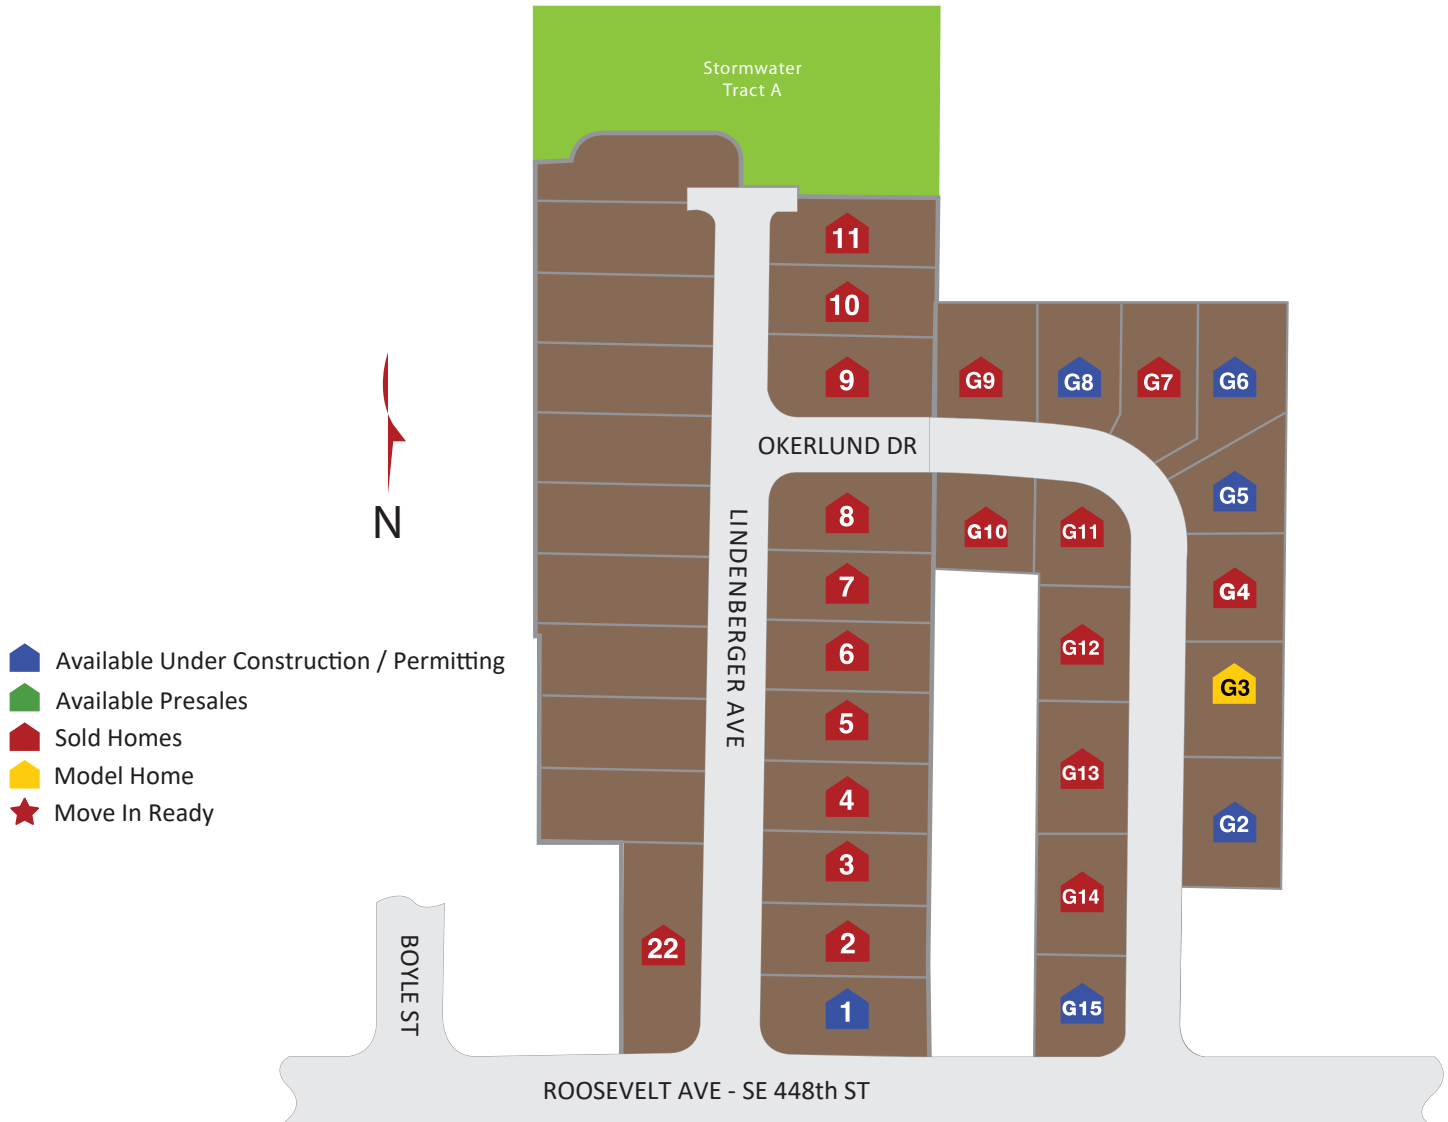 Stormwater
Tract A
11
10
9
G9
G8
G7
G6
OKERLUND DR
G5
8
G10
G11
N
LINDENBERGER AVE
7
G4
6
G12
Available Under Construction / Permitting
G3
Available Presales
5
Sold Homes
G13
Model Home
4
Move In Ready
G2
3
G14
22
2
BOYLE ST
1
G15
ROOSEVELT AVE - SE 448th ST